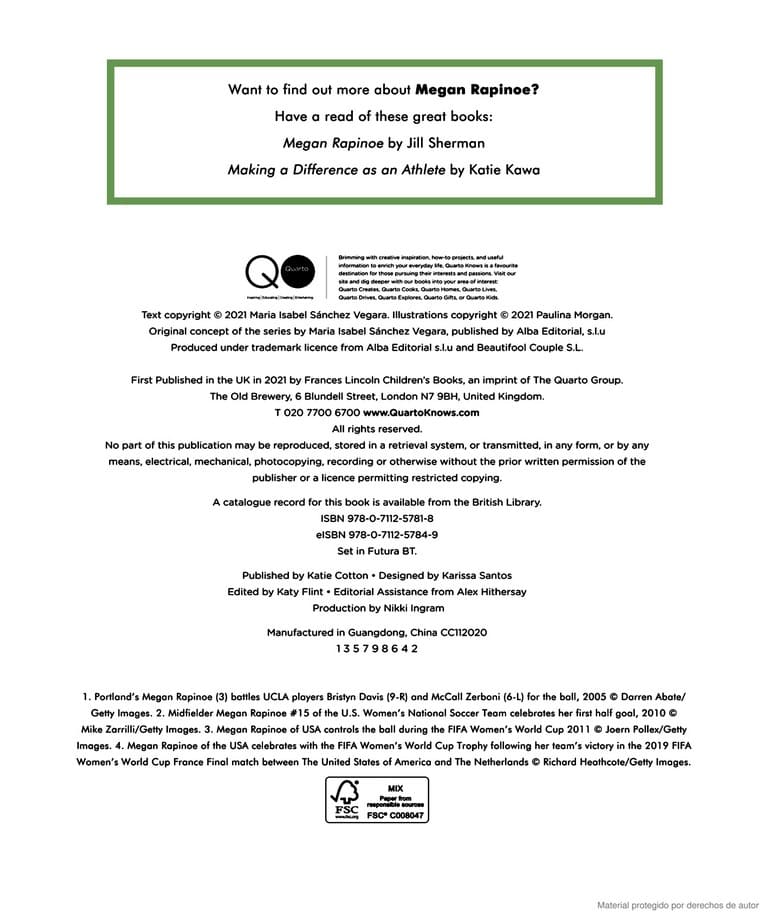 Want to find out more about Megan Rapinoe?
Have a read of these great books:
Megan Rapinoe by Jill Sherman
Making a Difference as an Athlete by Katie Kawa
Quarto
Inspiring | Educating | Creating | Entertaining
Brimming with creative inspiration, how-to projects, and useful
information to enrich your everyday life, Quarto Knows is a favourite
destination for those pursuing their interests and passions. Visit our
site and dig deeper with our books into your area of interest:
Quarto Creates, Quarto Cooks, Quarto Homes, Quarto Lives,
Quarto Drives, Quarto Explores, Quarto Gifts, or Quarto Kids.
Text copyright © 2021 Maria Isabel Sánchez Vegara. Illustrations copyright © 2021 Paulina Morgan.
Original concept of the series by Maria Isabel Sánchez Vegara, published by Alba Editorial, s.l.u
Produced under trademark licence from Alba Editorial s.l.u and Beautifool Couple S.L.
First Published in the UK in 2021 by Frances Lincoln Children's Books, an imprint of The Quarto Group.
The Old Brewery, 6 Blundell Street, London N7 9BH, United Kingdom.
T 020 7700 6700 www.QuartoKnows.com
All rights reserved.
No part of this publication may be reproduced, stored in a retrieval system, or transmitted, in any form, or by any
means, electrical, mechanical, photocopying, recording or otherwise without the prior written permission of the
publisher or a licence permitting restricted copying.
A catalogue record for this book is available from the British Library.
ISBN 978-0-7112-5781-8
eISBN 978-0-7112-5784-9
Set in Futura BT.
Published by Katie Cotton • Designed by Karissa Santos
Edited by Katy Flint • Editorial Assistance from Alex Hithersay
Production by Nikki Ingram
Manufactured in Guangdong, China CC112020
1 3 5 7 9 8 6 4 2
1. Portland's Megan Rapinoe (3) battles UCLA players Bristyn Davis (9-R) and McCall Zerboni (6-L) for the ball, 2005 © Darren Abate/
Getty Images. 2. Midfielder Megan Rapinoe #15 of the U.S. Women's National Soccer Team celebrates her first half goal, 2010 ©
Mike Zarrilli/Getty Images. 3. Megan Rapinoe of USA controls the ball during the FIFA Women's World Cup 2011 © Joern Pollex/Getty
Images. 4. Megan Rapinoe of the USA celebrates with the FIFA Women's World Cup Trophy following her team's victory in the 2019 FIFA
Women's World Cup France Final match between The United States of America and The Netherlands © Richard Heathcote/Getty Images.
FSC
www.fsc.org
MIX
Paper from
responsible sources
FSC® C008047
Material protegido por derechos de autor